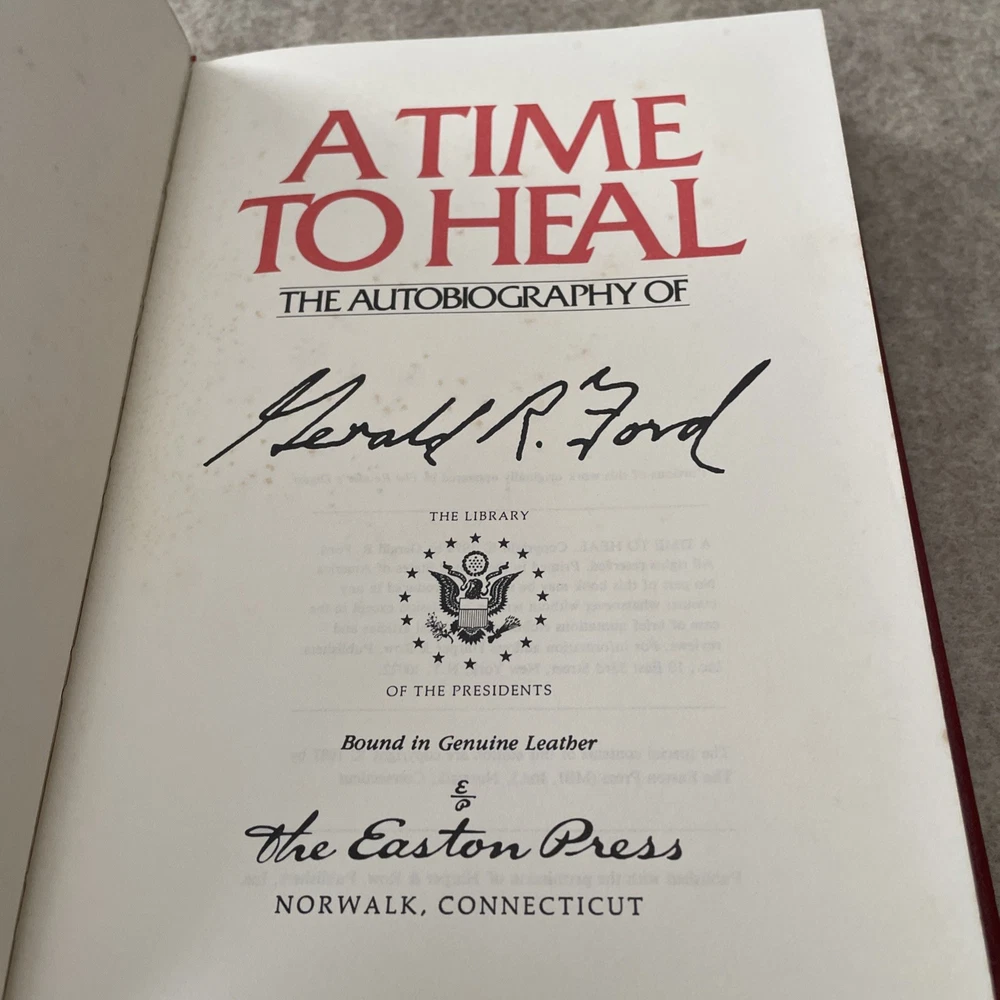 A TIME
TO HEAL
THE AUTOBIOGRAPHY OF
Gerald R. Ford
THE LIBRARY
OF THE PRESIDENTS
Bound in Genuine Leather
E
P
The Easton Press
NORWALK, CONNECTICUT